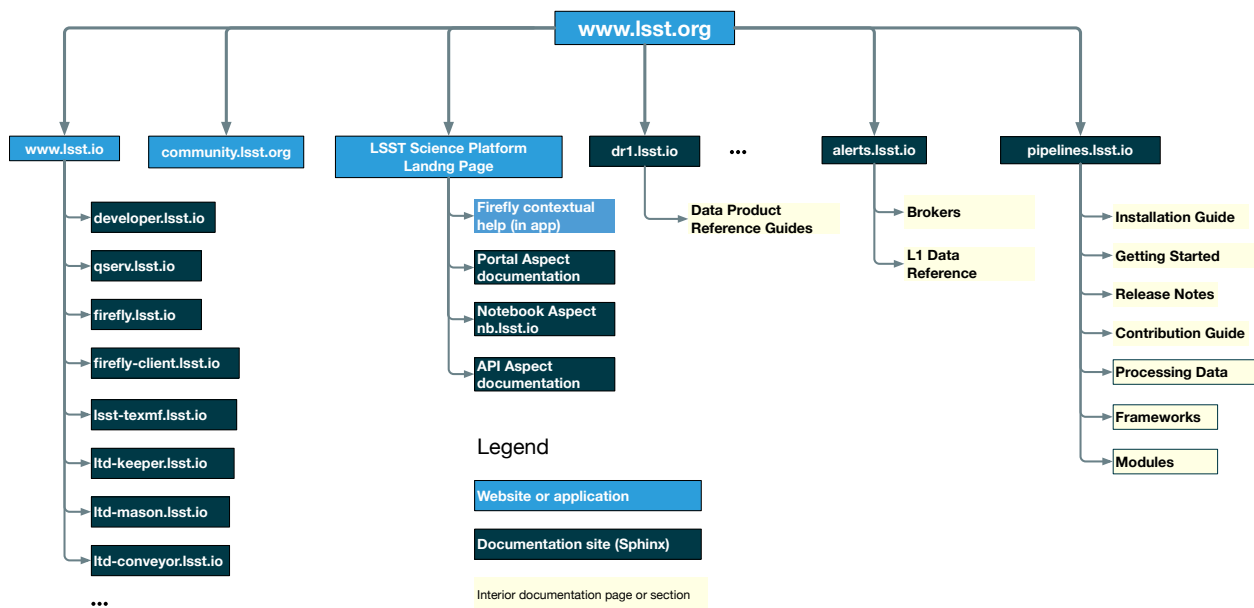 www.lsst.org
www.lsst.io
community.lsst.org
LSST Science Platform
Landng Page
dr1.lsst.io
...
alerts.lsst.io
pipelines.lsst.io
developer.lsst.io
qserv.lsst.io
firefly.lsst.io
firefly-client.lsst.io
lsst-texmf.lsst.io
ltd-keeper.lsst.io
ltd-mason.lsst.io
ltd-conveyor.lsst.io
...
Firefly contextual
help (in app)
Portal Aspect
documentation
Notebook Aspect
nb.lsst.io
API Aspect
documentation
Data Product
Reference Guides
Brokers
L1 Data
Reference
Installation Guide
Getting Started
Release Notes
Contribution Guide
Processing Data
Frameworks
Modules
Legend
Website or application
Documentation site (Sphinx)
Interior documentation page or section